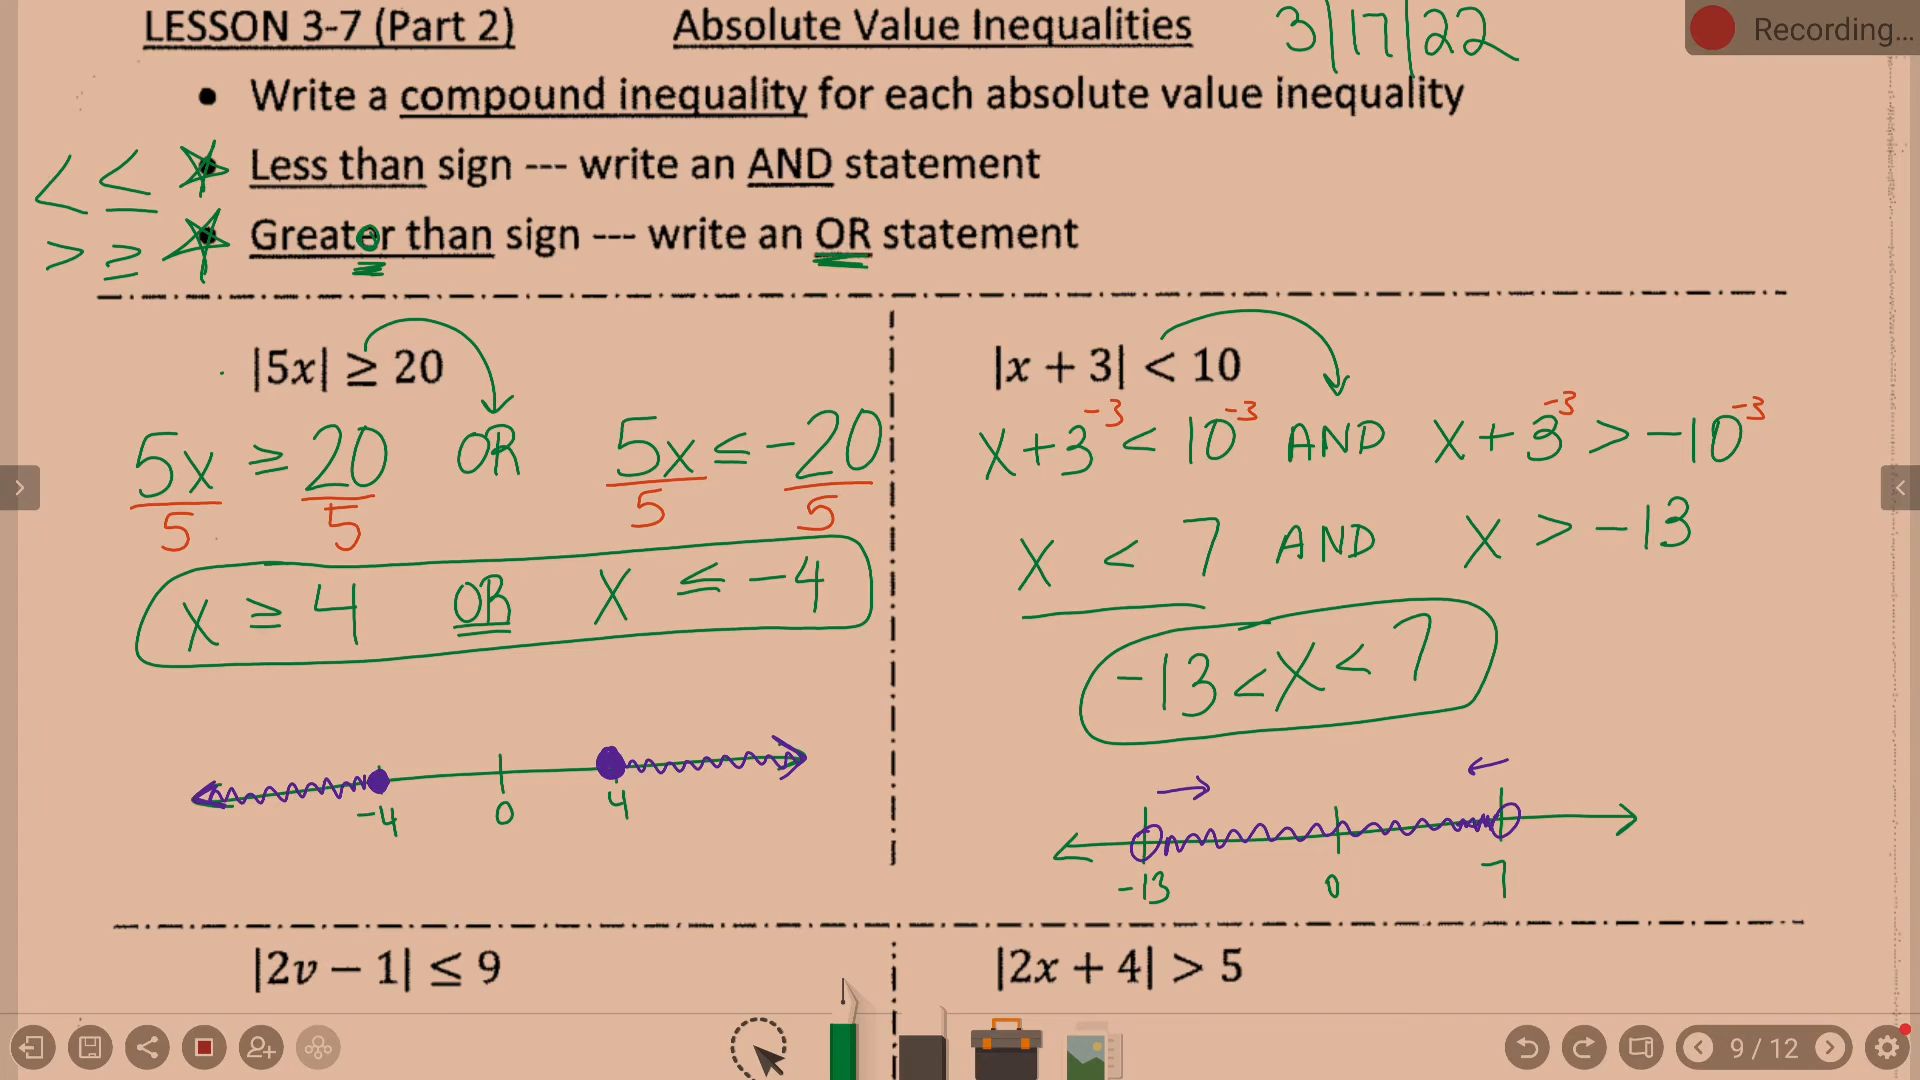 LESSON 3-7 (Part 2) Absolute Value Inequalities 3|17|22 Recording...
• Write a compound inequality for each absolute value inequality
< ≤ Less than sign --- write an AND statement
> ≥ Greater than sign --- write an OR statement
|5x| ≥ 20
5x ≥ 20 OR 5x ≤ -20
5 5 5 5
x ≥ 4 OR x ≤ -4
-4 0 4
|x + 3| < 10
x+3 -3 < 10 -3 AND x+3 -3 > -10 -3
x < 7 AND x > -13
-13 < x < 7
-13 0 7
|2v − 1| ≤ 9
|2x + 4| > 5
9 / 12